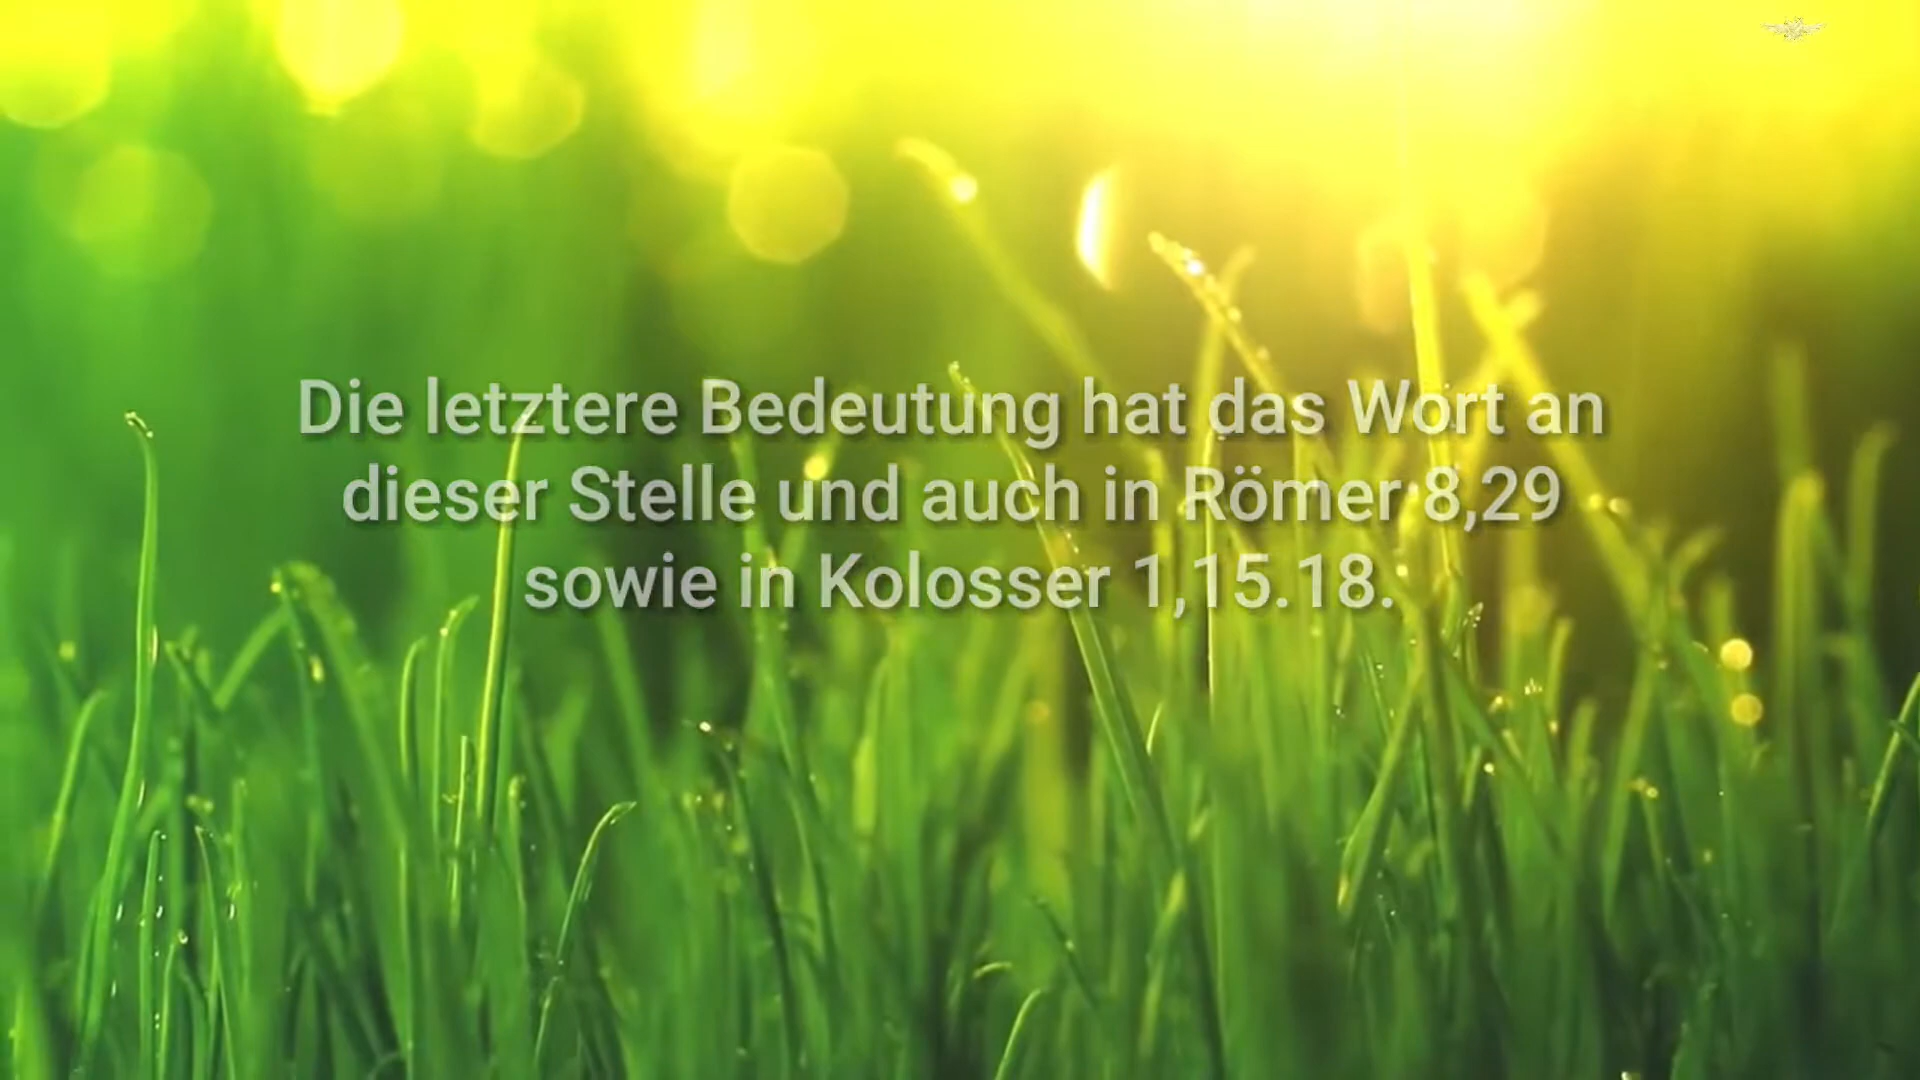 Die letztere Bedeutung hat das Wort an
dieser Stelle und auch in Römer 8,29
sowie in Kolosser 1,15.18.